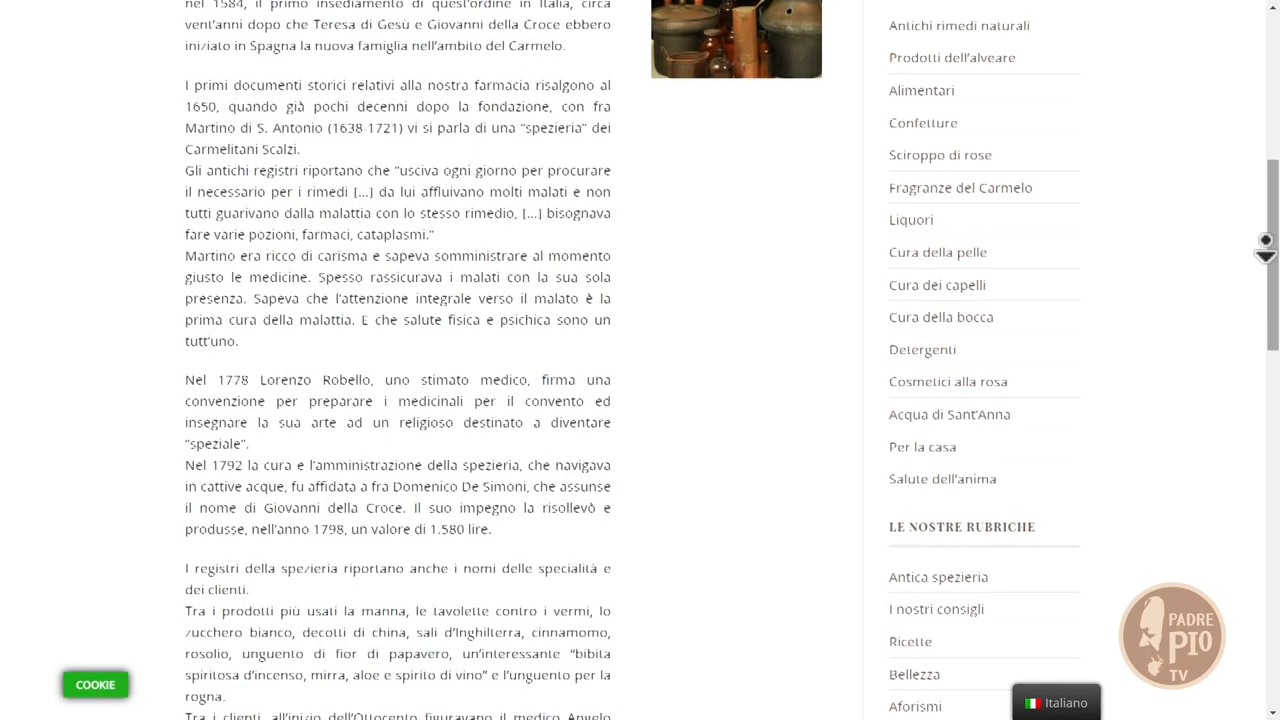 nel 1584, il primo insediamento di quest'ordine in Italia, circa
vent'anni dopo che Teresa di Gesù e Giovanni della Croce ebbero
iniziato in Spagna la nuova famiglia nell'ambito del Carmelo.
I primi documenti storici relativi alla nostra farmacia risalgono al
1650, quando già pochi decenni dopo la fondazione, con fra
Martino di S. Antonio (1638-1721) vi si parla di una “spezieria” dei
Carmelitani Scalzi.
Gli antichi registri riportano che “usciva ogni giorno per procurare
il necessario per i rimedi […] da lui affluivano molti malati e non
tutti guarivano dalla malattia con lo stesso rimedio, […] bisognava
fare varie pozioni, farmaci, cataplasmi.”
Martino era ricco di carisma e sapeva somministrare al momento
giusto le medicine. Spesso rassicurava i malati con la sua sola
presenza. Sapeva che l'attenzione integrale verso il malato è la
prima cura della malattia. E che salute fisica e psichica sono un
tutt'uno.
Nel 1778 Lorenzo Robello, uno stimato medico, firma una
convenzione per preparare i medicinali per il convento ed
insegnare la sua arte ad un religioso destinato a diventare
“speziale”.
Nel 1792 la cura e l'amministrazione della spezieria, che navigava
in cattive acque, fu affidata a fra Domenico De Simoni, che assunse
il nome di Giovanni della Croce. Il suo impegno la risollevò e
produsse, nell'anno 1798, un valore di 1.580 lire.
I registri della spezieria riportano anche i nomi delle specialità e
dei clienti.
Tra i prodotti più usati la manna, le tavolette contro i vermi, lo
zucchero bianco, decotti di china, sali d'Inghilterra, cinnamomo,
rosolio, unguento di fior di papavero, un'interessante “bibita
spiritosa d'incenso, mirra, aloe e spirito di vino” e l'unguento per la
rogna.
Tra i clienti, all'inizio dell'Ottocento figuravano il medico Angelo
Antichi rimedi naturali
Prodotti dell'alveare
Alimentari
Confetture
Sciroppo di rose
Fragranze del Carmelo
Liquori
Cura della pelle
Cura dei capelli
Cura della bocca
Detergenti
Cosmetici alla rosa
Acqua di Sant'Anna
Per la casa
Salute dell'anima
LE NOSTRE RUBRICHE
Antica spezieria
I nostri consigli
Ricette
Bellezza
Aforismi
COOKIE
Italiano
PADRE
PIO
TV